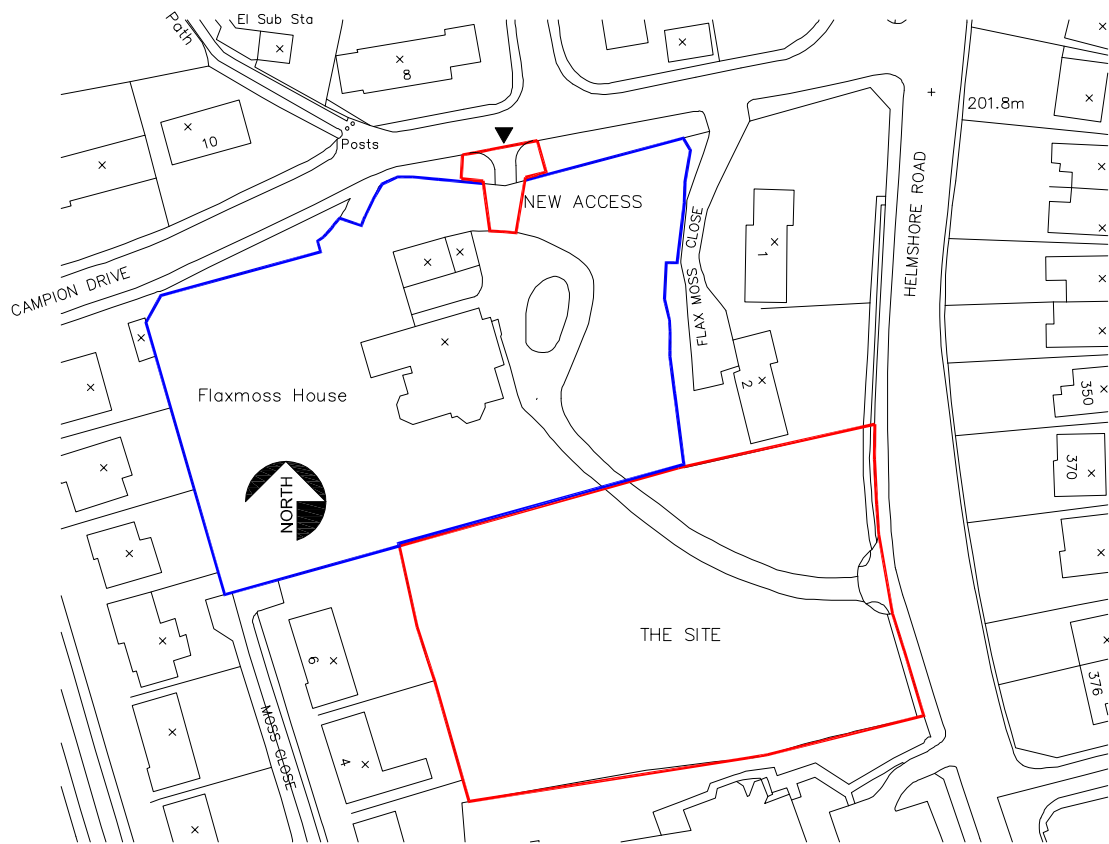 El Sub Sta
Path
8
201.8m
10
Posts
NEW ACCESS
HELMSHORE ROAD
CAMPION DRIVE
FLAX MOSS CLOSE
1
Flaxmoss House
2
350
370
NORTH
THE SITE
6
376
MOSS CLOSE
4